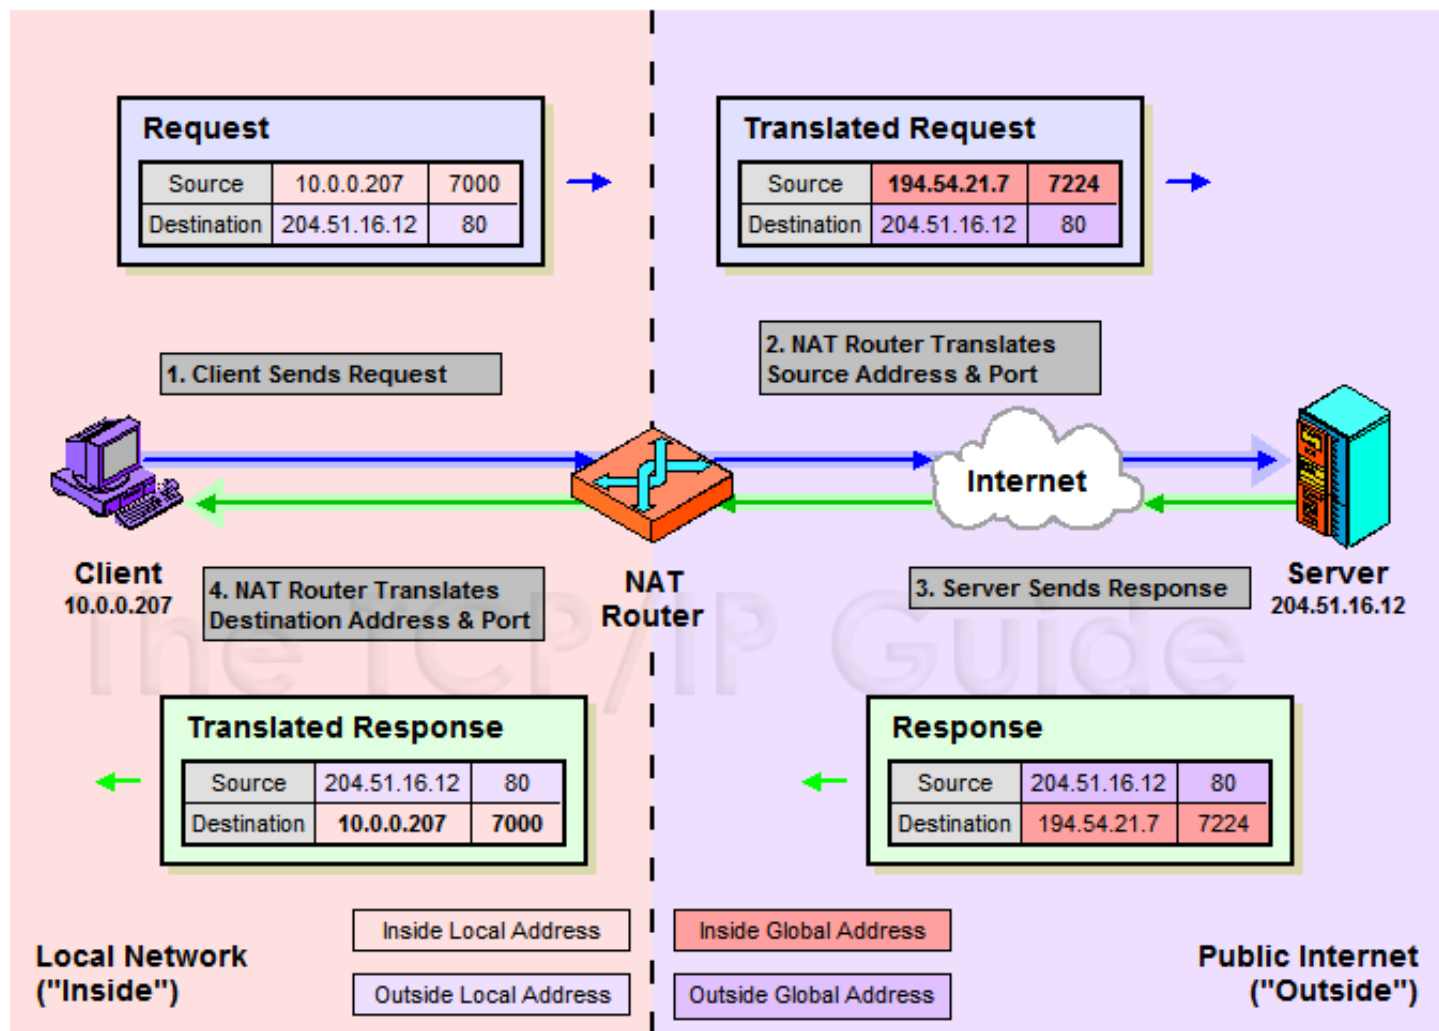 Request
Source 10.0.0.207 7000
Destination 204.51.16.12 80
Translated Request
Source 194.54.21.7 7224
Destination 204.51.16.12 80
1. Client Sends Request
2. NAT Router Translates
Source Address & Port
Internet
Client
10.0.0.207
NAT
Router
Server
204.51.16.12
4. NAT Router Translates
Destination Address & Port
3. Server Sends Response
The TCP/IP Guide
Translated Response
Source 204.51.16.12 80
Destination 10.0.0.207 7000
Response
Source 204.51.16.12 80
Destination 194.54.21.7 7224
Inside Local Address
Outside Local Address
Inside Global Address
Outside Global Address
Local Network
("Inside")
Public Internet
("Outside")